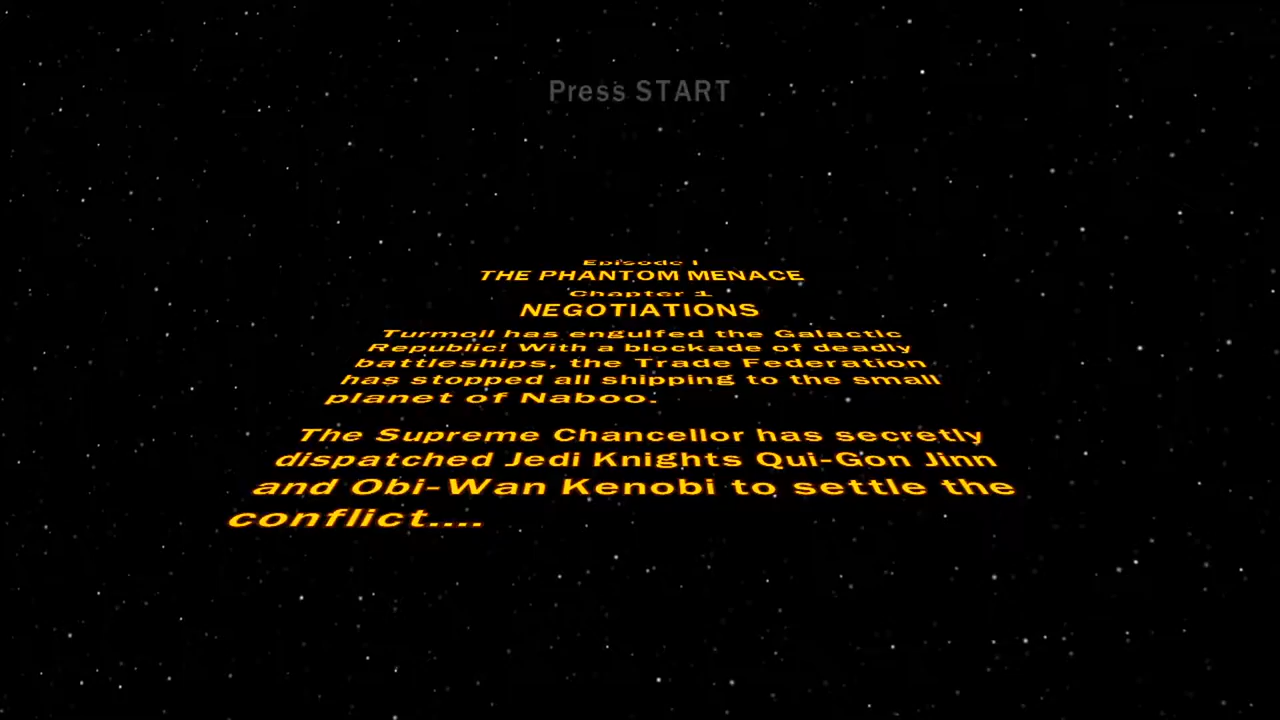 Press START
Episode I
THE PHANTOM MENACE
Chapter 1
NEGOTIATIONS
Turmoil has engulfed the Galactic
Republic! With a blockade of deadly
battleships, the Trade Federation
has stopped all shipping to the small
planet of Naboo.
The Supreme Chancellor has secretly
dispatched Jedi Knights Qui-Gon Jinn
and Obi-Wan Kenobi to settle the
conflict....